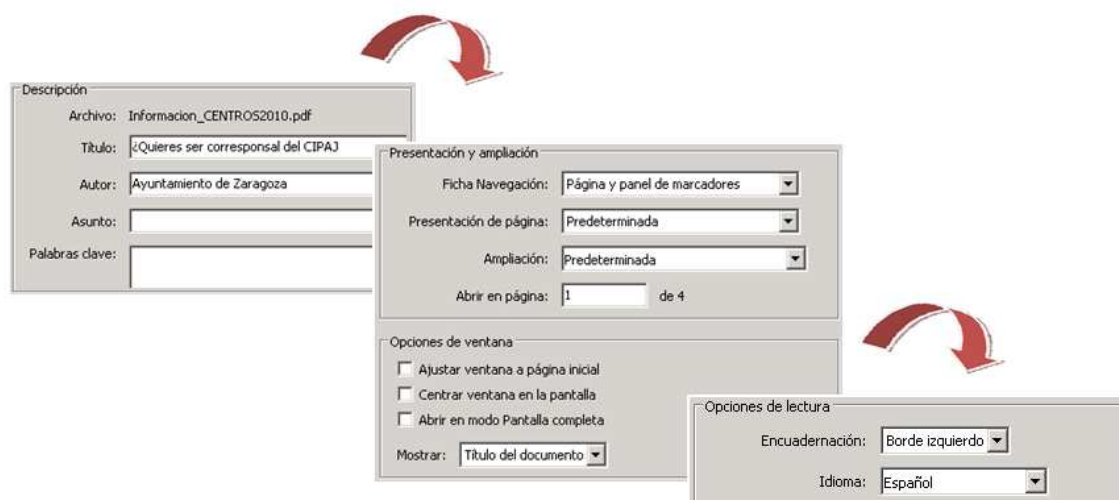 Descripción
Archivo: Informacion_CENTROS2010.pdf
Título: ¿Quieres ser corresponsal del CIPAJ
Autor: Ayuntamiento de Zaragoza
Asunto:
Palabras clave:
Presentación y ampliación
Ficha Navegación: Página y panel de marcadores
Presentación de página: Predeterminada
Ampliación: Predeterminada
Abrir en página: 1 de 4
Opciones de ventana
Ajustar ventana a página inicial
Centrar ventana en la pantalla
Abrir en modo Pantalla completa
Mostrar: Título del documento
Opciones de lectura
Encuadernación: Borde izquierdo
Idioma: Español